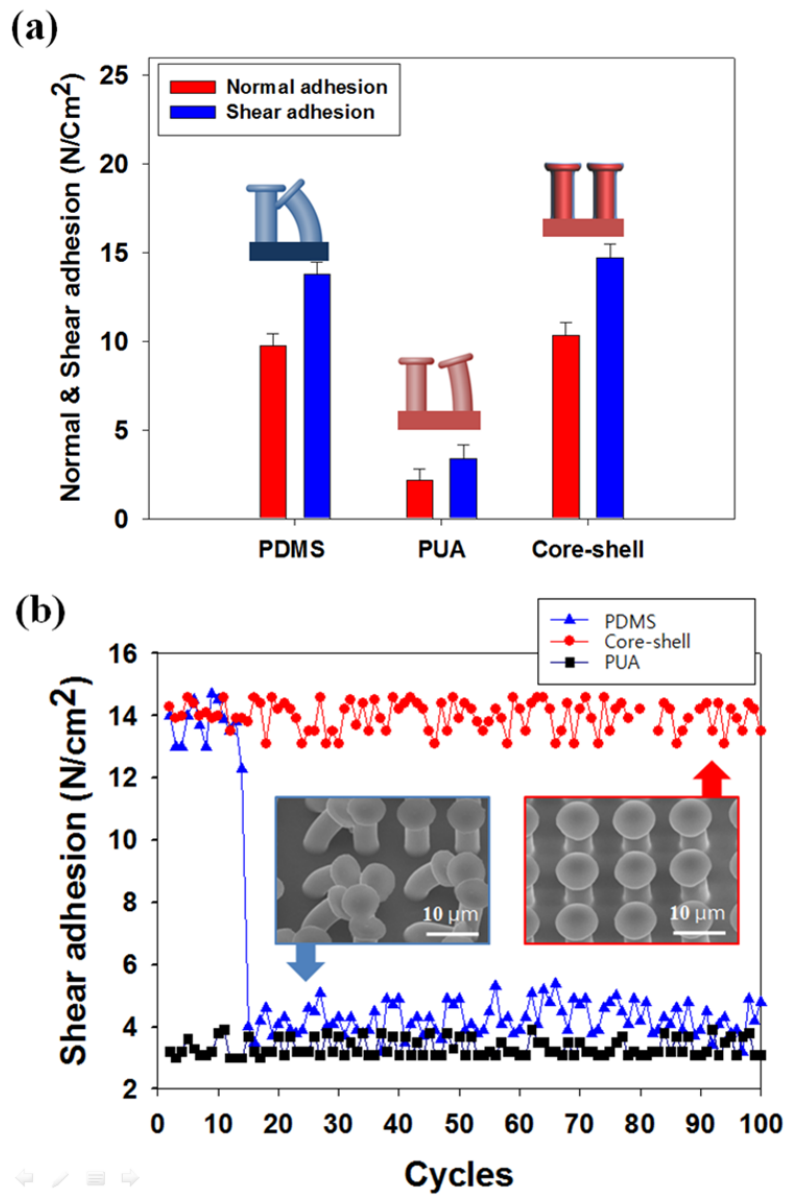 (a)
Normal & Shear adhesion (N/Cm²)
25
20
15
10
5
0
Normal adhesion
Shear adhesion
PDMS
PUA
Core-shell
(b)
Shear adhesion (N/cm²)
16
14
12
10
8
6
4
2
PDMS
Core-shell
PUA
10 μm
10 μm
0
10
20
30
40
50
60
70
80
90
100
Cycles